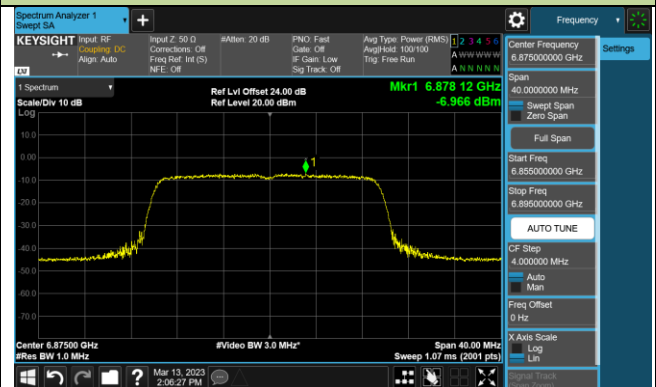 Spectrum Analyzer 1
Swept SA
Frequency
KEYSIGHT
Input: RF
Coupling: DC
Align: Auto
Input Z: 50 Ω
Corrections: Off
Freq Ref: Int (S)
NFE: Off
#Atten: 20 dB
PNO: Fast
Gate: Off
IF Gain: Low
Sig Track: Off
Avg Type: Power (RMS)
Avg|Hold: 100/100
Trig: Free Run
1 2 3 4 5 6
A W W W W W
A N N N N N
LXI
1 Spectrum
Scale/Div 10 dB
Log
Ref Lvl Offset 24.00 dB
Ref Level 20.00 dBm
Mkr1 6.878 12 GHz
-6.966 dBm
1
10.0
0.00
-10.0
-20.0
-30.0
-40.0
-50.0
-60.0
-70.0
Center 6.87500 GHz
#Res BW 1.0 MHz
#Video BW 3.0 MHz*
Span 40.00 MHz
Sweep 1.07 ms (2001 pts)
Mar 13, 2023
2:06:27 PM
?
Center Frequency
6.875000000 GHz
Settings
Span
40.0000000 MHz
Swept Span
Zero Span
Full Span
Start Freq
6.855000000 GHz
Stop Freq
6.895000000 GHz
AUTO TUNE
CF Step
4.000000 MHz
Auto
Man
Freq Offset
0 Hz
X Axis Scale
Log
Lin
Signal Track